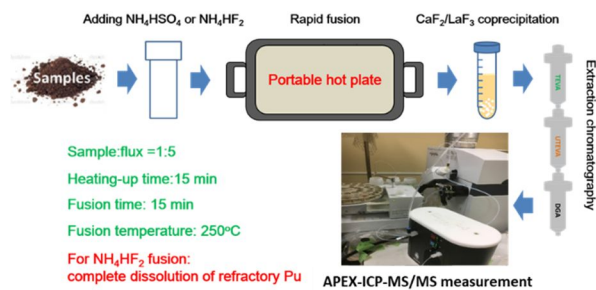 Adding NH₄HSO₄ or NH₄HF₂
Rapid fusion
CaF₂/LaF₃ coprecipitation
Samples
Portable hot plate
TEVA
UTEVA
DGA
Extraction chromatography
Sample:flux =1:5
Heating-up time:15 min
Fusion time: 15 min
Fusion temperature: 250ºC
For NH₄HF₂ fusion:
complete dissolution of refractory Pu
APEX-ICP-MS/MS measurement